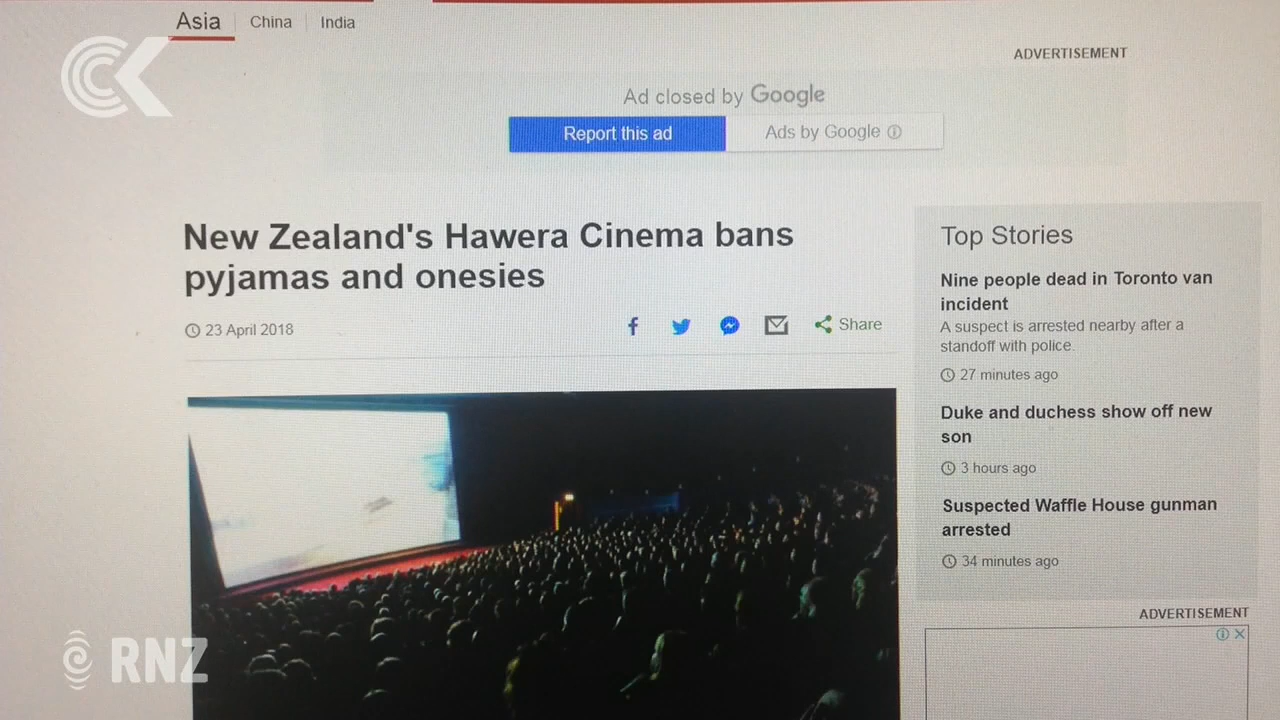 Asia
China
India
CK
ADVERTISEMENT
Ad closed by Google
Report this ad
Ads by Google
New Zealand's Hawera Cinema bans
pyjamas and onesies
23 April 2018
Share
Top Stories
Nine people dead in Toronto van
incident
A suspect is arrested nearby after a
standoff with police.
27 minutes ago
Duke and duchess show off new
son
3 hours ago
Suspected Waffle House gunman
arrested
34 minutes ago
ADVERTISEMENT
RNZ